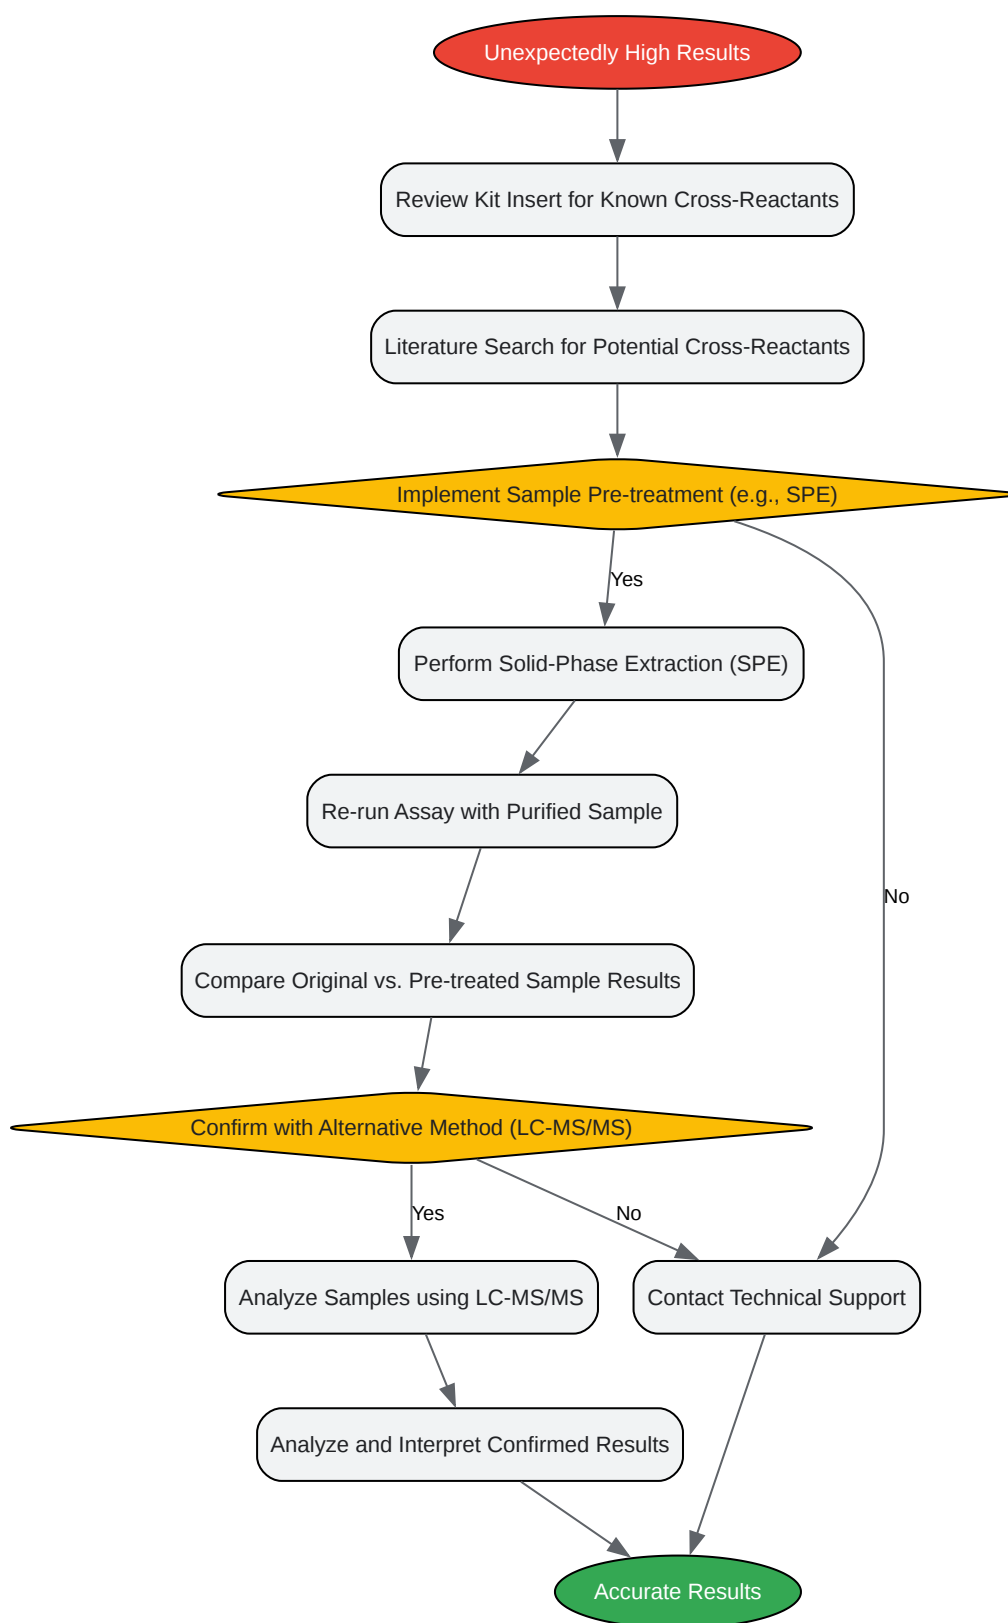 Unexpectedly High Results
Review Kit Insert for Known Cross-Reactants
Literature Search for Potential Cross-Reactants
Implement Sample Pre-treatment (e.g., SPE)
Yes
Perform Solid-Phase Extraction (SPE)
Re-run Assay with Purified Sample
No
Compare Original vs. Pre-treated Sample Results
Confirm with Alternative Method (LC-MS/MS)
Yes
No
Analyze Samples using LC-MS/MS
Contact Technical Support
Analyze and Interpret Confirmed Results
Accurate Results